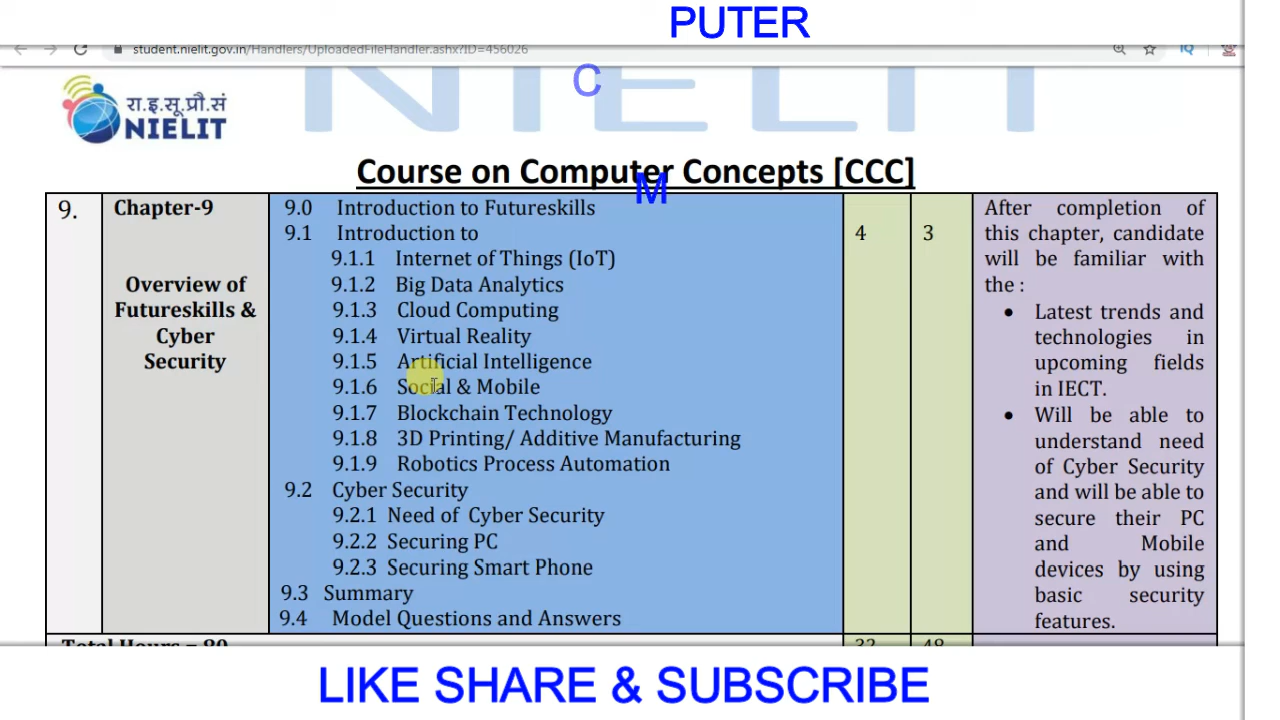 PUTER
student.nielit.gov.in/Handlers/UploadedFileHandler.ashx?ID=456026
IQ
NIELIT
C
रा.इ.सू.प्रौ.सं
NIELIT
Course on Computer Concepts [CCC]
M
9.
Chapter-9
Overview of
Futureskills &
Cyber
Security
9.0 Introduction to Futureskills
9.1 Introduction to
9.1.1 Internet of Things (IoT)
9.1.2 Big Data Analytics
9.1.3 Cloud Computing
9.1.4 Virtual Reality
9.1.5 Artificial Intelligence
9.1.6 Social & Mobile
9.1.7 Blockchain Technology
9.1.8 3D Printing/ Additive Manufacturing
9.1.9 Robotics Process Automation
9.2 Cyber Security
9.2.1 Need of Cyber Security
9.2.2 Securing PC
9.2.3 Securing Smart Phone
9.3 Summary
9.4 Model Questions and Answers
4
3
After completion of
this chapter, candidate
will be familiar with
the :
• Latest trends and
technologies in
upcoming fields
in IECT.
• Will be able to
understand need
of Cyber Security
and will be able to
secure their PC
and Mobile
devices by using
basic security
features.
Total Hours = 80
32
48
LIKE SHARE & SUBSCRIBE